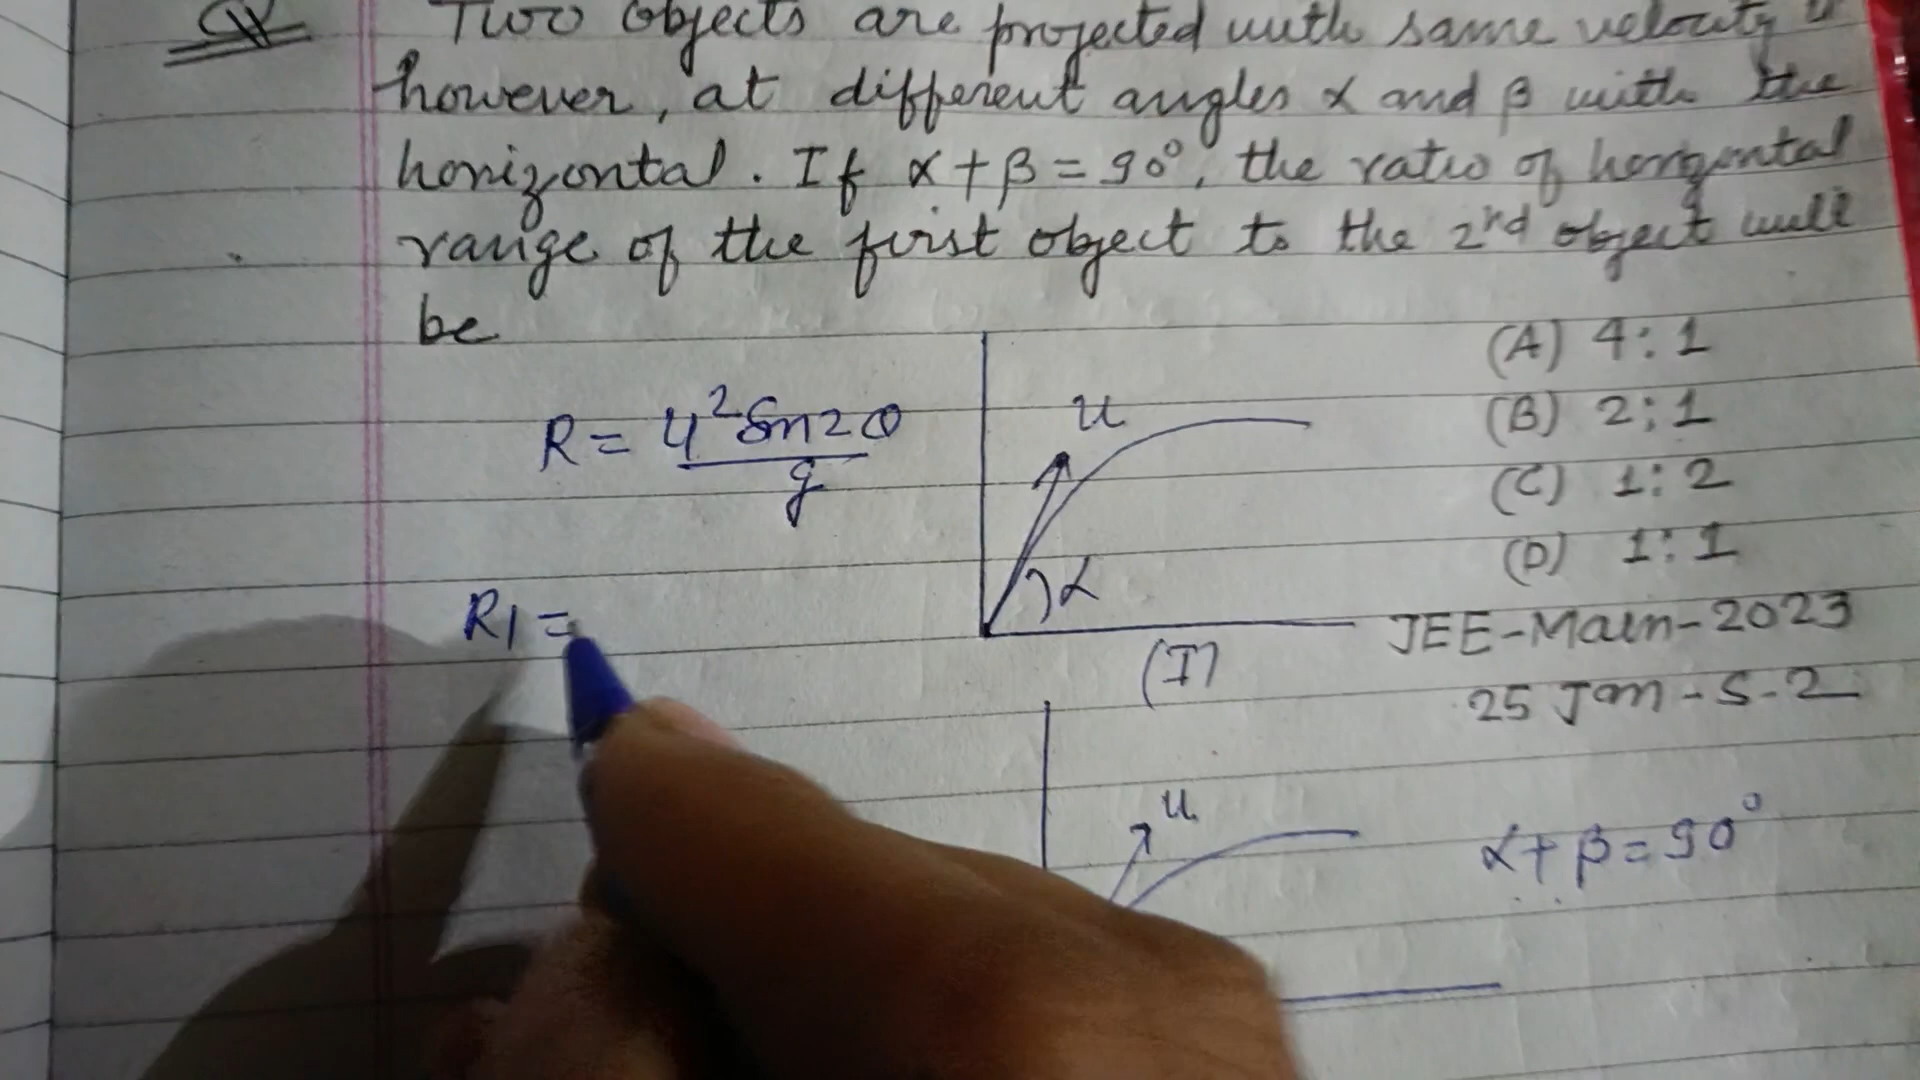 Two objects are projected with same velocity u
however, at different angles α and β with the
horizontal. If α + β = 90°, the ratio of horizontal
range of the first object to the 2nd object will
be
(A) 4:1
(B) 2:1
(C) 1:2
(D) 1:1
JEE-Main-2023
25 Jan-S-2
R = u² Sin2θ
g
u
α
(I)
R1 =
u
α + β = 90°